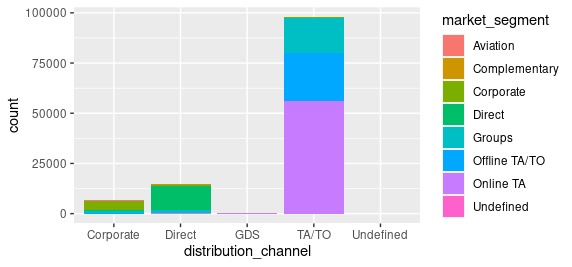 100000
75000
50000
25000
0
count
Corporate
Direct
GDS
TA/TO
Undefined
distribution_channel
market_segment
Aviation
Complementary
Corporate
Direct
Groups
Offline TA/TO
Online TA
Undefined